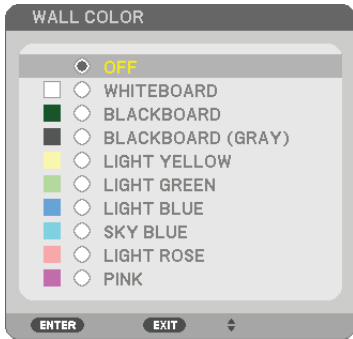 WALL COLOR
OFF
WHITEBOARD
BLACKBOARD
BLACKBOARD (GRAY)
LIGHT YELLOW
LIGHT GREEN
LIGHT BLUE
SKY BLUE
LIGHT ROSE
PINK
ENTER EXIT